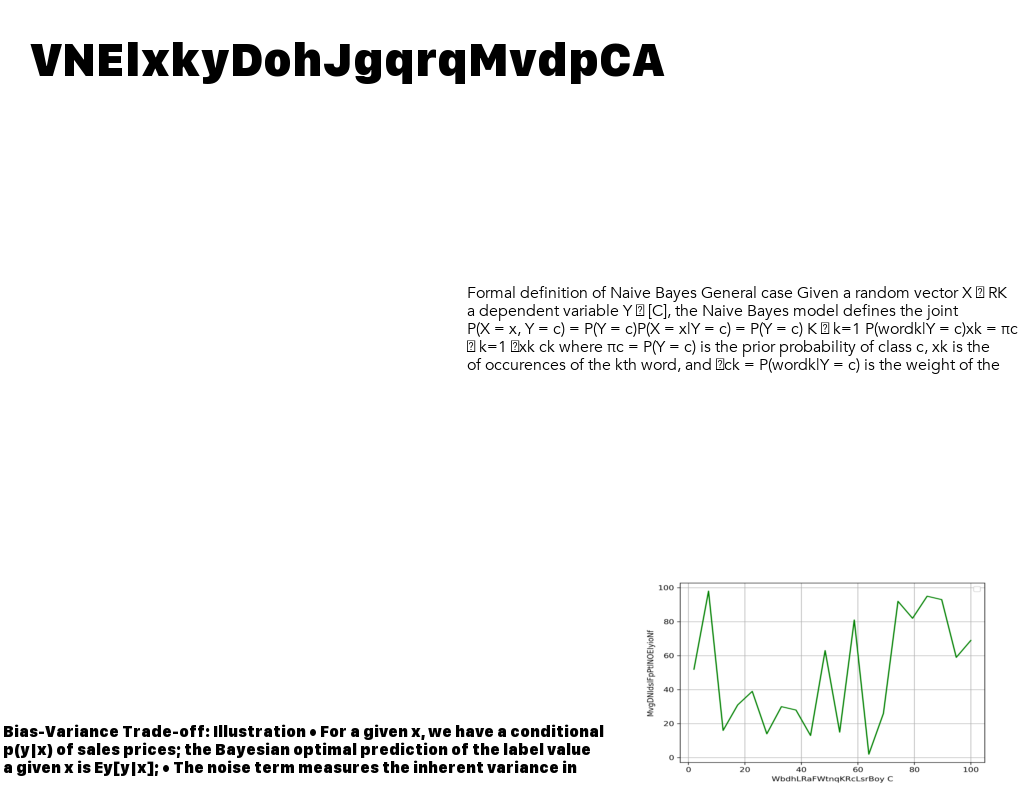 VNElxkyDohJgqrqMvdpCA
Formal definition of Naive Bayes General case Given a random vector X � RK
a dependent variable Y � [C], the Naive Bayes model defines the joint
P(X = x, Y = c) = P(Y = c)P(X = x|Y = c) = P(Y = c) K � k=1 P(wordk|Y = c)xk = πc
� k=1 �xk ck where πc = P(Y = c) is the prior probability of class c, xk is the
of occurences of the kth word, and �ck = P(wordk|Y = c) is the weight of the
100
80
60
40
20
0
MvgDNldslFpPtlNOElyioNf
0 20 40 60 80 100
WbdhLRaFWtnqKRcLsrBoy C
Bias-Variance Trade-off: Illustration • For a given x, we have a conditional
p(y|x) of sales prices; the Bayesian optimal prediction of the label value
a given x is Ey[y|x]; • The noise term measures the inherent variance in